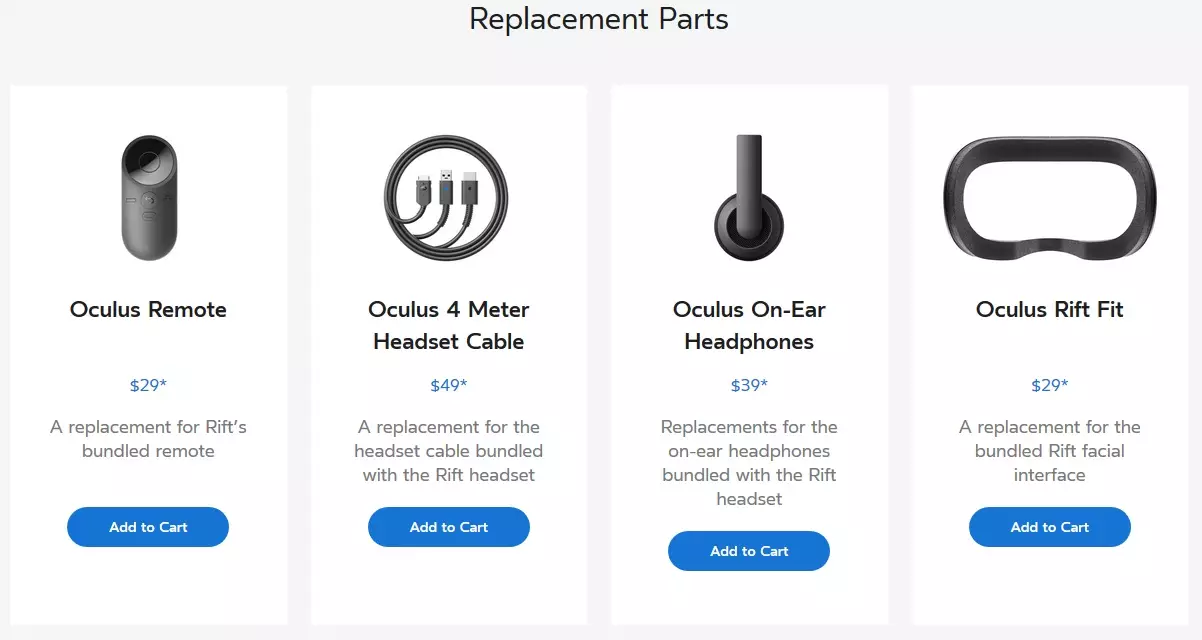 Replacement Parts
Oculus Remote
$29*
A replacement for Rift's
bundled remote
Add to Cart
Oculus 4 Meter
Headset Cable
$49*
A replacement for the
headset cable bundled
with the Rift headset
Add to Cart
Oculus On-Ear
Headphones
$39*
Replacements for the
on-ear headphones
bundled with the Rift
headset
Add to Cart
Oculus Rift Fit
$29*
A replacement for the
bundled Rift facial
interface
Add to Cart